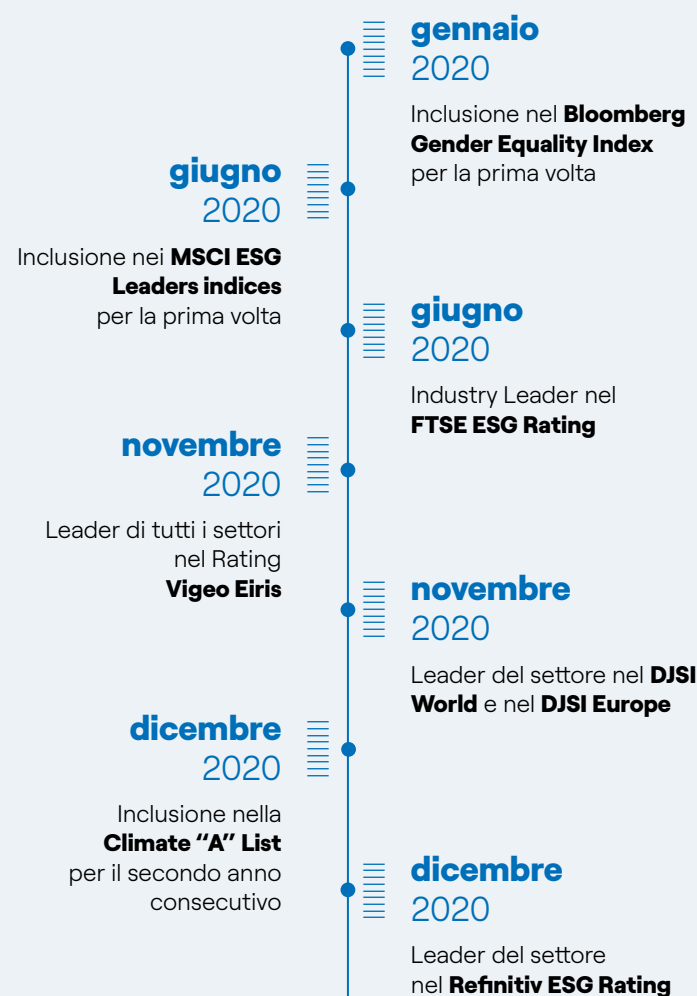 gennaio
2020
Inclusione nel Bloomberg
Gender Equality Index
per la prima volta
giugno
2020
Inclusione nei MSCI ESG
Leaders indices
per la prima volta
giugno
2020
Industry Leader nel
FTSE ESG Rating
novembre
2020
Leader di tutti i settori
nel Rating
Vigeo Eiris
novembre
2020
Leader del settore nel DJSI
World e nel DJSI Europe
dicembre
2020
Inclusione nella
Climate “A” List
per il secondo anno
consecutivo
dicembre
2020
Leader del settore
nel Refinitiv ESG Rating